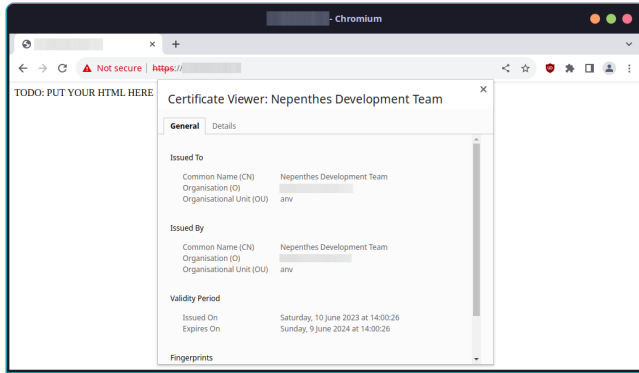 - Chromium
Not secure https://
TODO: PUT YOUR HTML HERE
Certificate Viewer: Nepenthes Development Team
General Details
Issued To
Common Name (CN) Nepenthes Development Team
Organisation (O)
Organisational Unit (OU) anv
Issued By
Common Name (CN) Nepenthes Development Team
Organisation (O)
Organisational Unit (OU) anv
Validity Period
Issued On Saturday, 10 June 2023 at 14:00:26
Expires On Sunday, 9 June 2024 at 14:00:26
Fingerprints